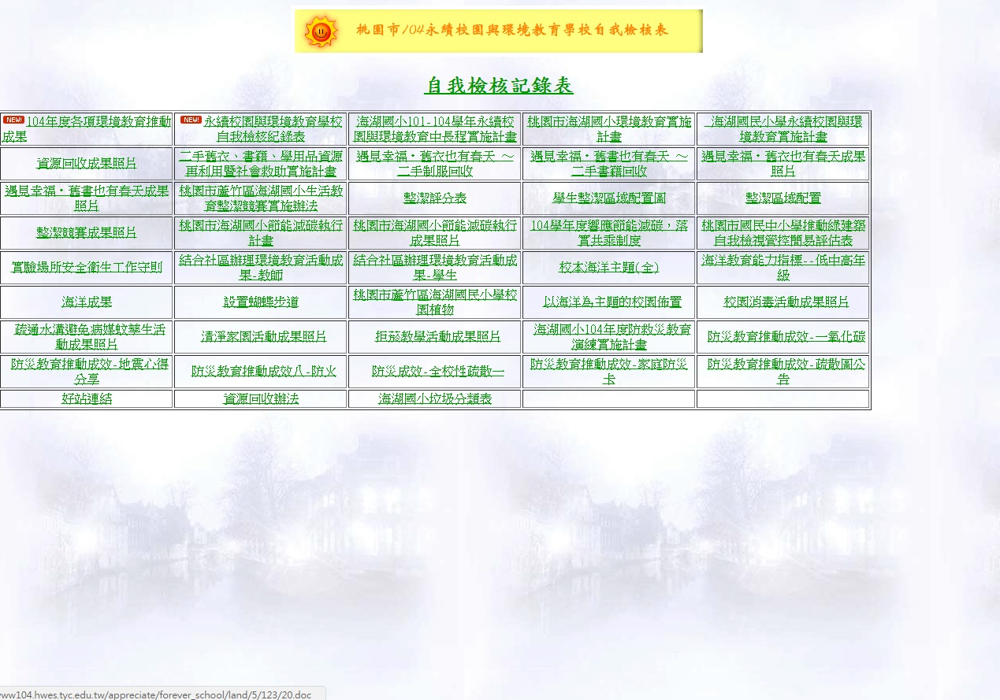 桃園市104永續校園與環境教育學校自我檢核表
自我檢核記錄表
NEW! 104年度各項環境教育推動
成果
NEW! 永續校園與環境教育學校
自我檢核紀錄表
海湖國小101-104學年永續校
園與環境教育中長程實施計畫
桃園市海湖國小環境教育實施
計畫
海湖國民小學永續校園與環
境教育實施計畫
資源回收成果照片
二手舊衣、書籍、學用品資源
再利用暨社會救助實施計畫
遇見幸福‧舊衣也有春天 ～
二手制服回收
遇見幸福‧舊書也有春天 ～
二手書籍回收
遇見幸福‧舊衣也有春天成果
照片
遇見幸福‧舊書也有春天成果
照片
桃園市蘆竹區海湖國小生活教
育整潔競賽實施辦法
整潔評分表
學生整潔區域配置圖
整潔區域配置
整潔競賽成果照片
桃園市海湖國小節能減碳執行
計畫
桃園市海湖國小節能減碳執行
成果照片
104學年度響應節能減碳，落
實共乘制度
桃園市國民中小學推動綠建築
自我檢視管控簡易評估表
實驗場所安全衛生工作守則
結合社區辦理環境教育活動成
果-教師
結合社區辦理環境教育活動成
果-學生
校本海洋主題(全)
海洋教育能力指標--低中高年
級
海洋成果
設置蝴蝶步道
桃園市蘆竹區海湖國民小學校
園植物
以海洋為主題的校園佈置
校園消毒活動成果照片
疏通水溝避免病媒蚊孳生活
動成果照片
清淨家園活動成果照片
拒菸教學活動成果照片
海湖國小104年度防救災教育
演練實施計畫
防災教育推動成效-一氧化碳
防災教育推動成效-地震心得
分享
防災教育推動成效八-防火
防災成效-全校性疏散一
防災教育推動成效-家庭防災
卡
防災教育推動成效-疏散圖公
告
好站連結
資源回收辦法
海湖國小垃圾分類表
ww104.hwes.tyc.edu.tw/appreciate/forever_school/land/5/123/20.doc